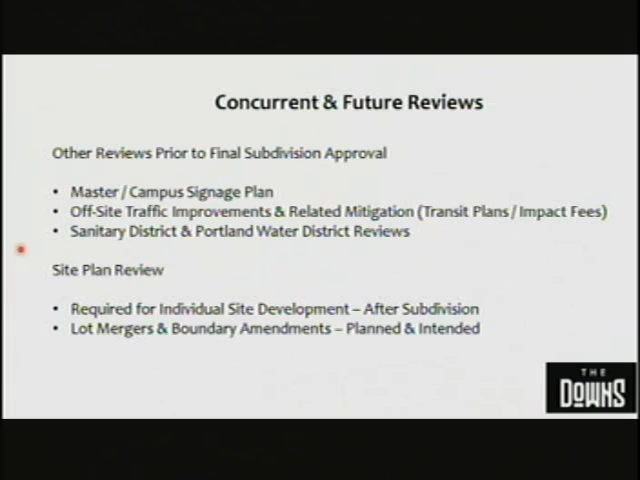 Concurrent & Future Reviews
Other Reviews Prior to Final Subdivision Approval
• Master / Campus Signage Plan
• Off-Site Traffic Improvements & Related Mitigation (Transit Plans / Impact Fees)
• Sanitary District & Portland Water District Reviews
Site Plan Review
• Required for Individual Site Development – After Subdivision
• Lot Mergers & Boundary Amendments – Planned & Intended
THE
DOWNS